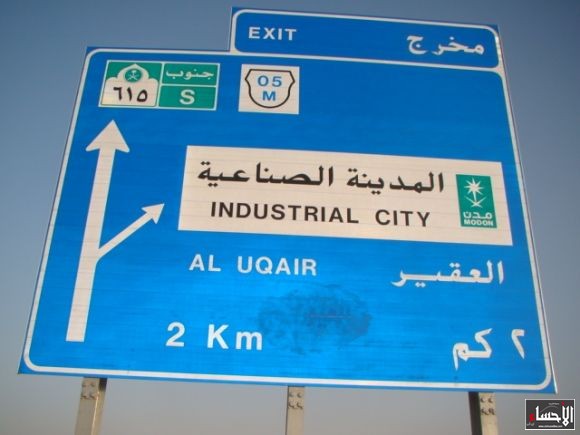 EXIT مخرج
٦١٥ جنوب S 05 M
المدينة الصناعية
INDUSTRIAL CITY
مدن
MODON
AL UQAIR العقير
2 Km ٢ كم
الإحساء